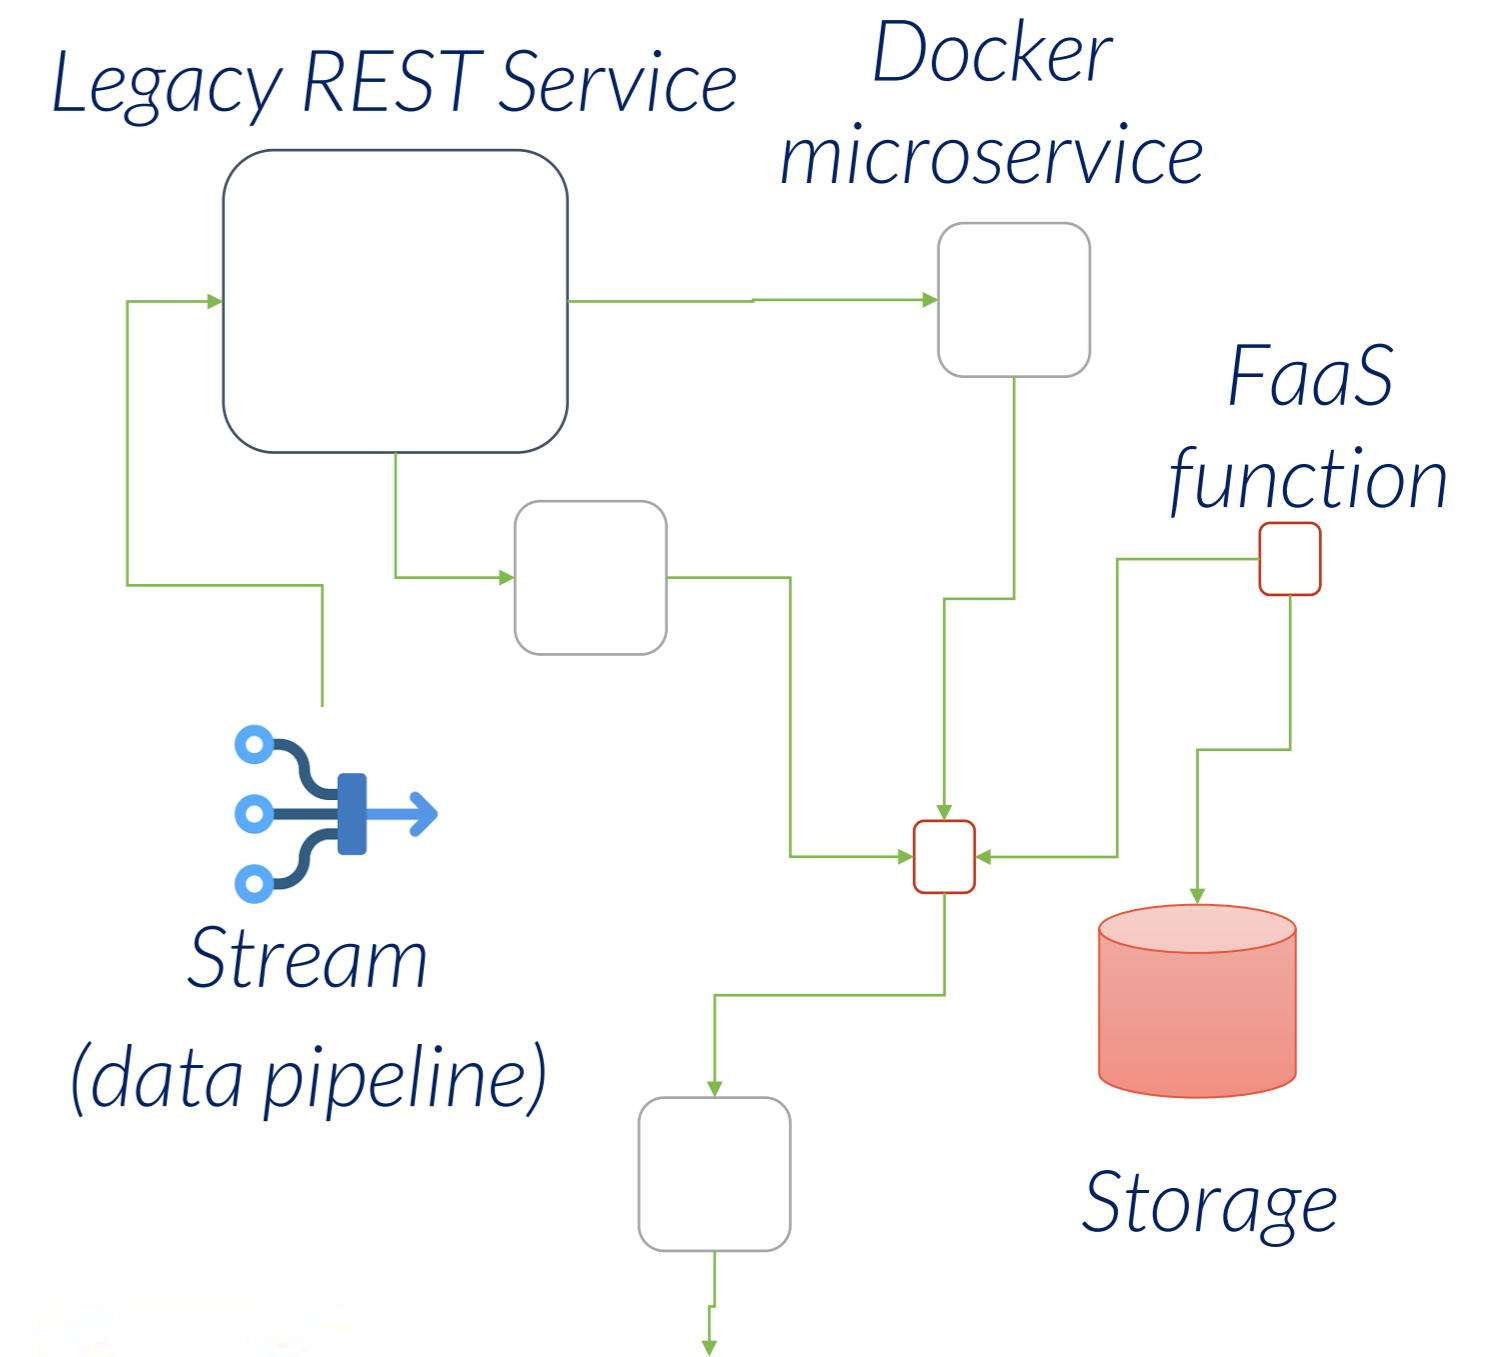 Legacy REST Service
Docker
microservice
FaaS
function
Stream
(data pipeline)
Storage